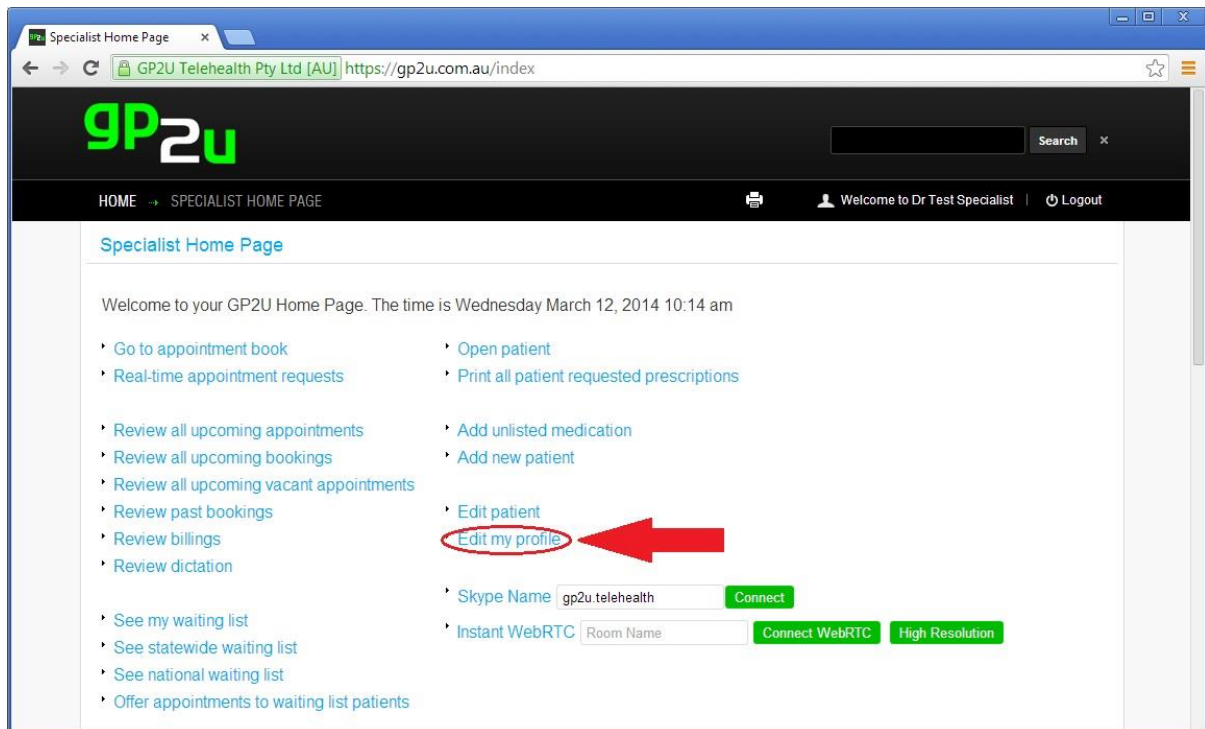 Specialist Home Page
GP2U Telehealth Pty Ltd [AU] https://gp2u.com.au/index
gp2u
Search
HOME SPECIALIST HOME PAGE Welcome to Dr Test Specialist | Logout
Specialist Home Page
Welcome to your GP2U Home Page. The time is Wednesday March 12, 2014 10:14 am
Go to appointment book
Real-time appointment requests
Review all upcoming appointments
Review all upcoming bookings
Review all upcoming vacant appointments
Review past bookings
Review billings
Review dictation
See my waiting list
See statewide waiting list
See national waiting list
Offer appointments to waiting list patients
Open patient
Print all patient requested prescriptions
Add unlisted medication
Add new patient
Edit patient
Edit my profile
Skype Name gp2u.telehealth Connect
Instant WebRTC Room Name Connect WebRTC High Resolution